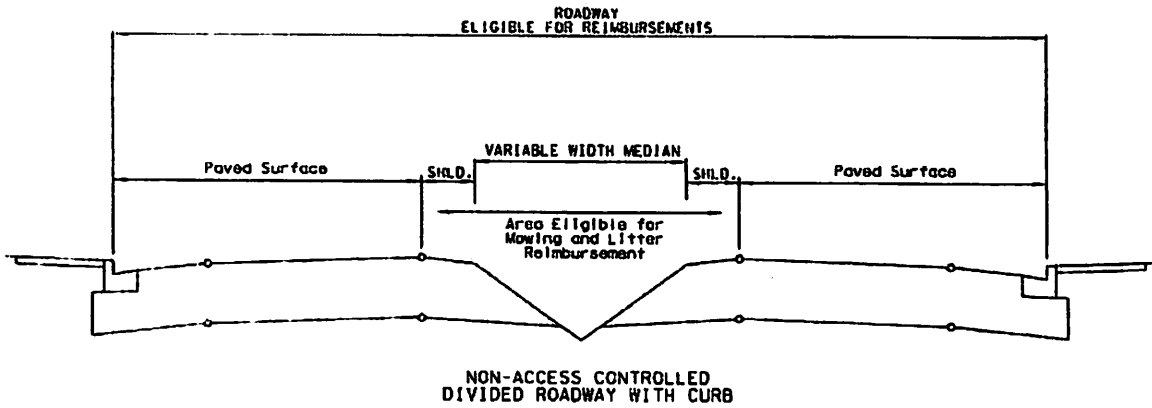 ROADWAY
ELIGIBLE FOR REIMBURSEMENTS
VARIABLE WIDTH MEDIAN
Paved Surface
SHLD.
SHLD.
Paved Surface
Area Eligible for
Mowing and Litter
Reimbursement
NON-ACCESS CONTROLLED
DIVIDED ROADWAY WITH CURB